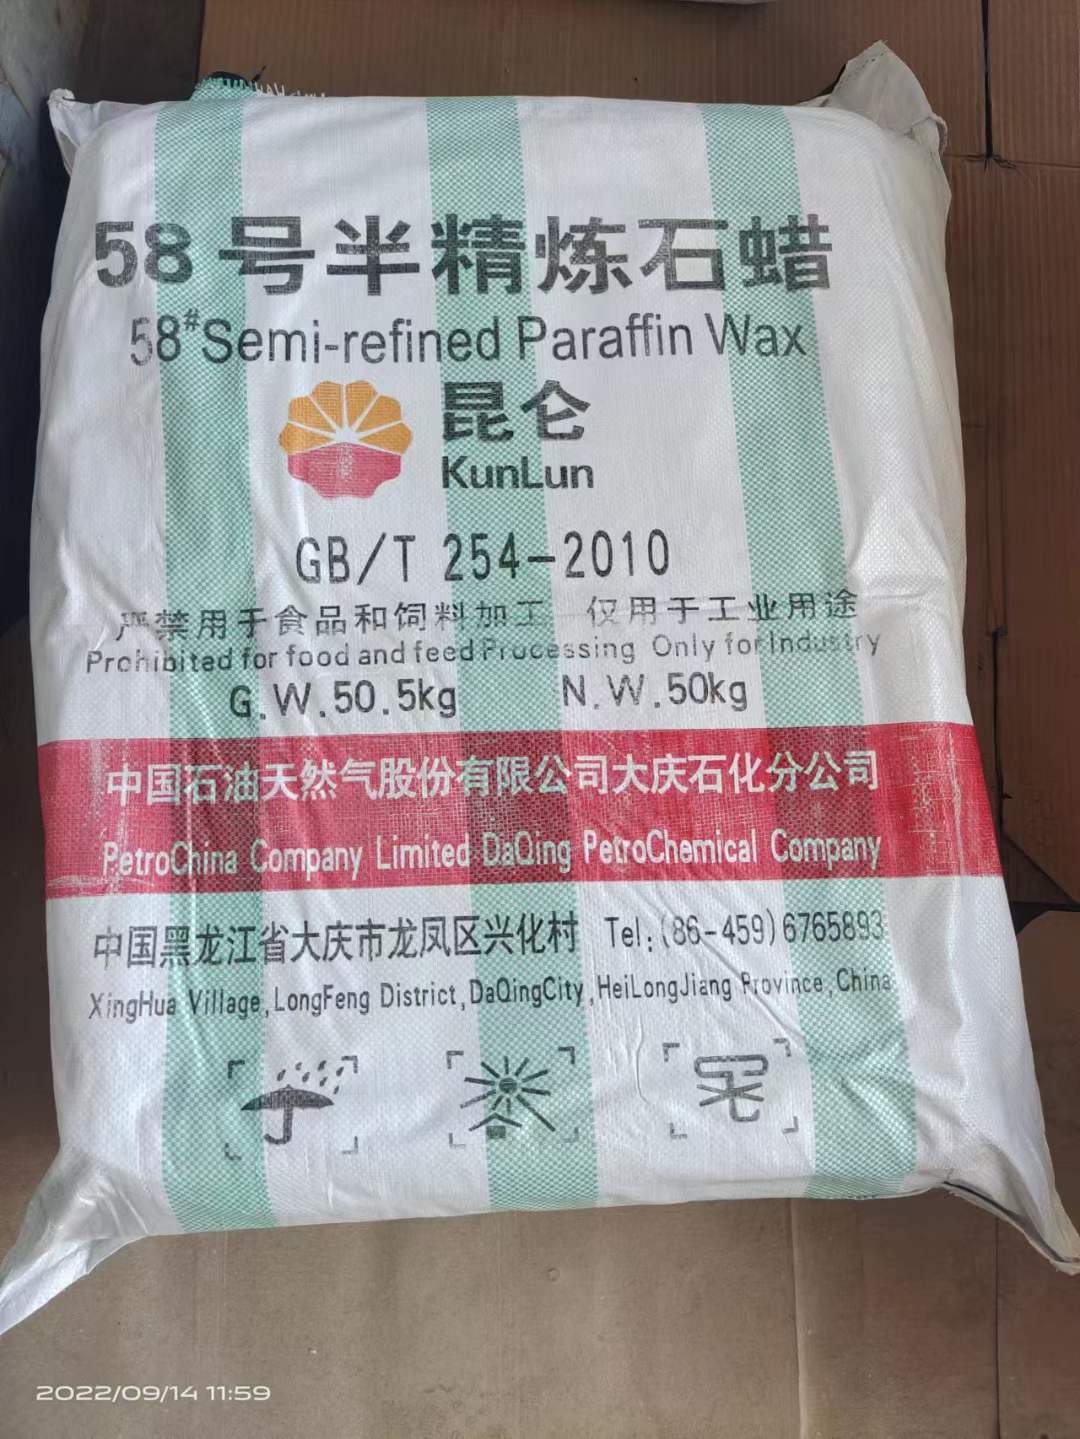 58号半精炼石蜡
58#Semi-refined Paraffin Wax
昆仑
KunLun
GB/T 254-2010
严禁用于食品和饲料加工 仅用于工业用途
Prohibited for food and feed Processing Only for Industry
G.W.50.5kg N.W.50kg
中国石油天然气股份有限公司大庆石化分公司
PetroChina Company Limited DaQing PetroChemical Company
中国黑龙江省大庆市龙凤区兴化村 Tel:(86-459)6765893
XingHua Village,LongFeng District,DaQingCity,HeiLongJiang Province,China
2022/09/14 11:59